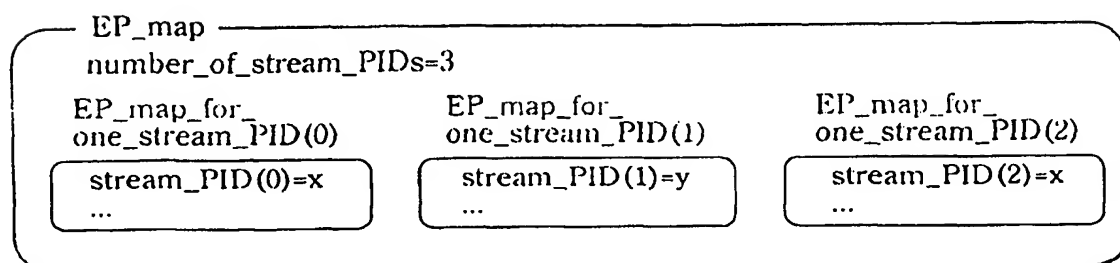 EP_map
number_of_stream_PIDs=3
EP_map_for_
one_stream_PID(0)
stream_PID(0)=x
...
EP_map_for_
one_stream_PID(1)
stream_PID(1)=y
...
EP_map_for_
one_stream_PID(2)
stream_PID(2)=x
...